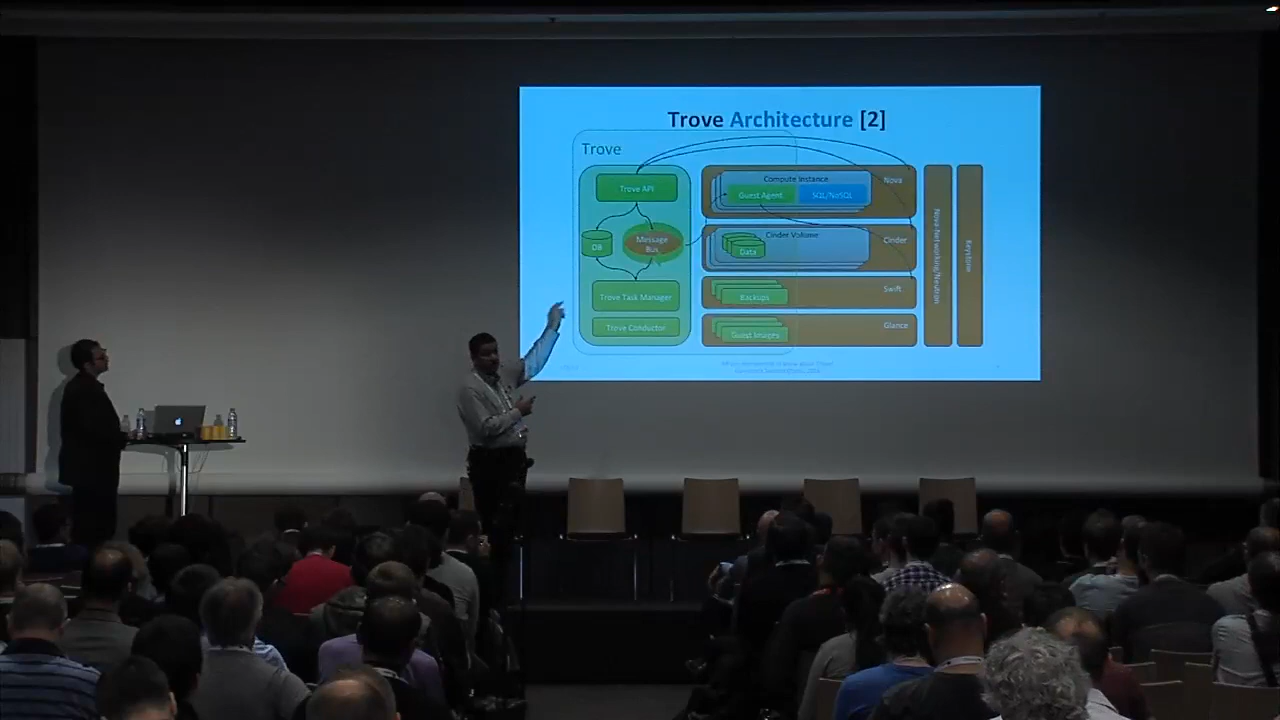 Trove Architecture [2]
Trove
Trove API
DB
Message
Bus
Trove Task Manager
Trove Conductor
Compute Instance
Nova
Guest Agent
SQL/NoSQL
Cinder Volume
Cinder
Data
Swift
Backups
Glance
Guest Images
Nova Networking/Neutron
Keystone